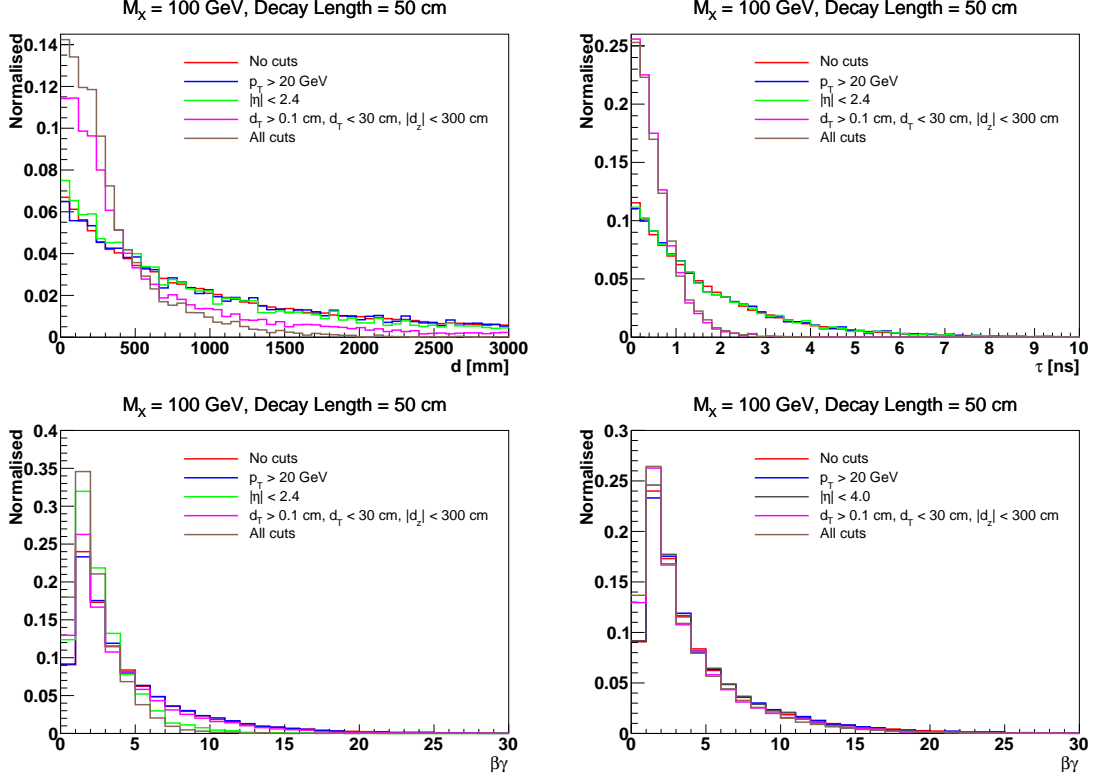 M_X = 100 GeV, Decay Length = 50 cm
Normalised
0.14
0.12
0.1
0.08
0.06
0.04
0.02
0
No cuts
p_T > 20 GeV
|η| < 2.4
d_T > 0.1 cm, d_T < 30 cm, |d_z| < 300 cm
All cuts
0 500 1000 1500 2000 2500 3000
d [mm]
M_X = 100 GeV, Decay Length = 50 cm
Normalised
0.25
0.2
0.15
0.1
0.05
0
No cuts
p_T > 20 GeV
|η| < 2.4
d_T > 0.1 cm, d_T < 30 cm, |d_z| < 300 cm
All cuts
0 1 2 3 4 5 6 7 8 9 10
τ [ns]
M_X = 100 GeV, Decay Length = 50 cm
Normalised
0.4
0.35
0.3
0.25
0.2
0.15
0.1
0.05
0
No cuts
p_T > 20 GeV
|η| < 2.4
d_T > 0.1 cm, d_T < 30 cm, |d_z| < 300 cm
All cuts
0 5 10 15 20 25 30
βγ
M_X = 100 GeV, Decay Length = 50 cm
Normalised
0.3
0.25
0.2
0.15
0.1
0.05
0
No cuts
p_T > 20 GeV
|η| < 4.0
d_T > 0.1 cm, d_T < 30 cm, |d_z| < 300 cm
All cuts
0 5 10 15 20 25 30
βγ